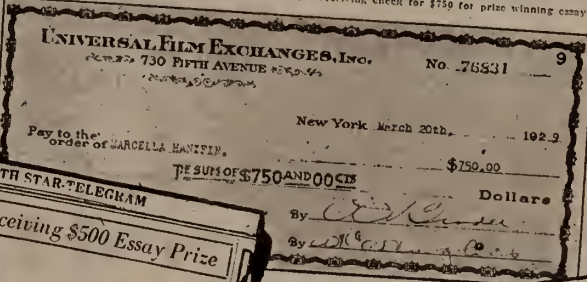 check for $750 for prize winning essay
9
UNIVERSAL FILM EXCHANGES, INC.
730 FIFTH AVENUE
No. 76831
New York March 20th, 1929
Pay to the
order of MARCELLA HANIFIN,
$750.00
THE SUM OF $750 AND 00 CTS
Dollars
By
By
TH STAR-TELEGRAM
ceiving $500 Essay Prize